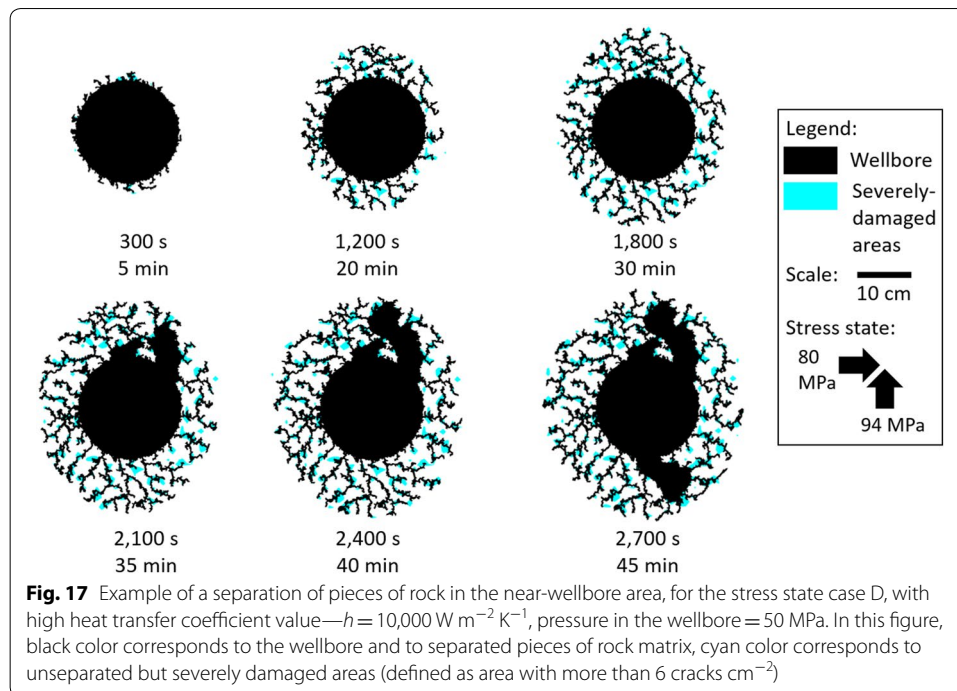 300 s
5 min
1,200 s
20 min
1,800 s
30 min
Legend:
Wellbore
Severely-
damaged
areas
Scale:
10 cm
Stress state:
80
MPa
94 MPa
2,100 s
35 min
2,400 s
40 min
2,700 s
45 min
Fig. 17 Example of a separation of pieces of rock in the near-wellbore area, for the stress state case D, with
high heat transfer coefficient value—h = 10,000 W m⁻² K⁻¹, pressure in the wellbore = 50 MPa. In this figure,
black color corresponds to the wellbore and to separated pieces of rock matrix, cyan color corresponds to
unseparated but severely damaged areas (defined as area with more than 6 cracks cm⁻²)